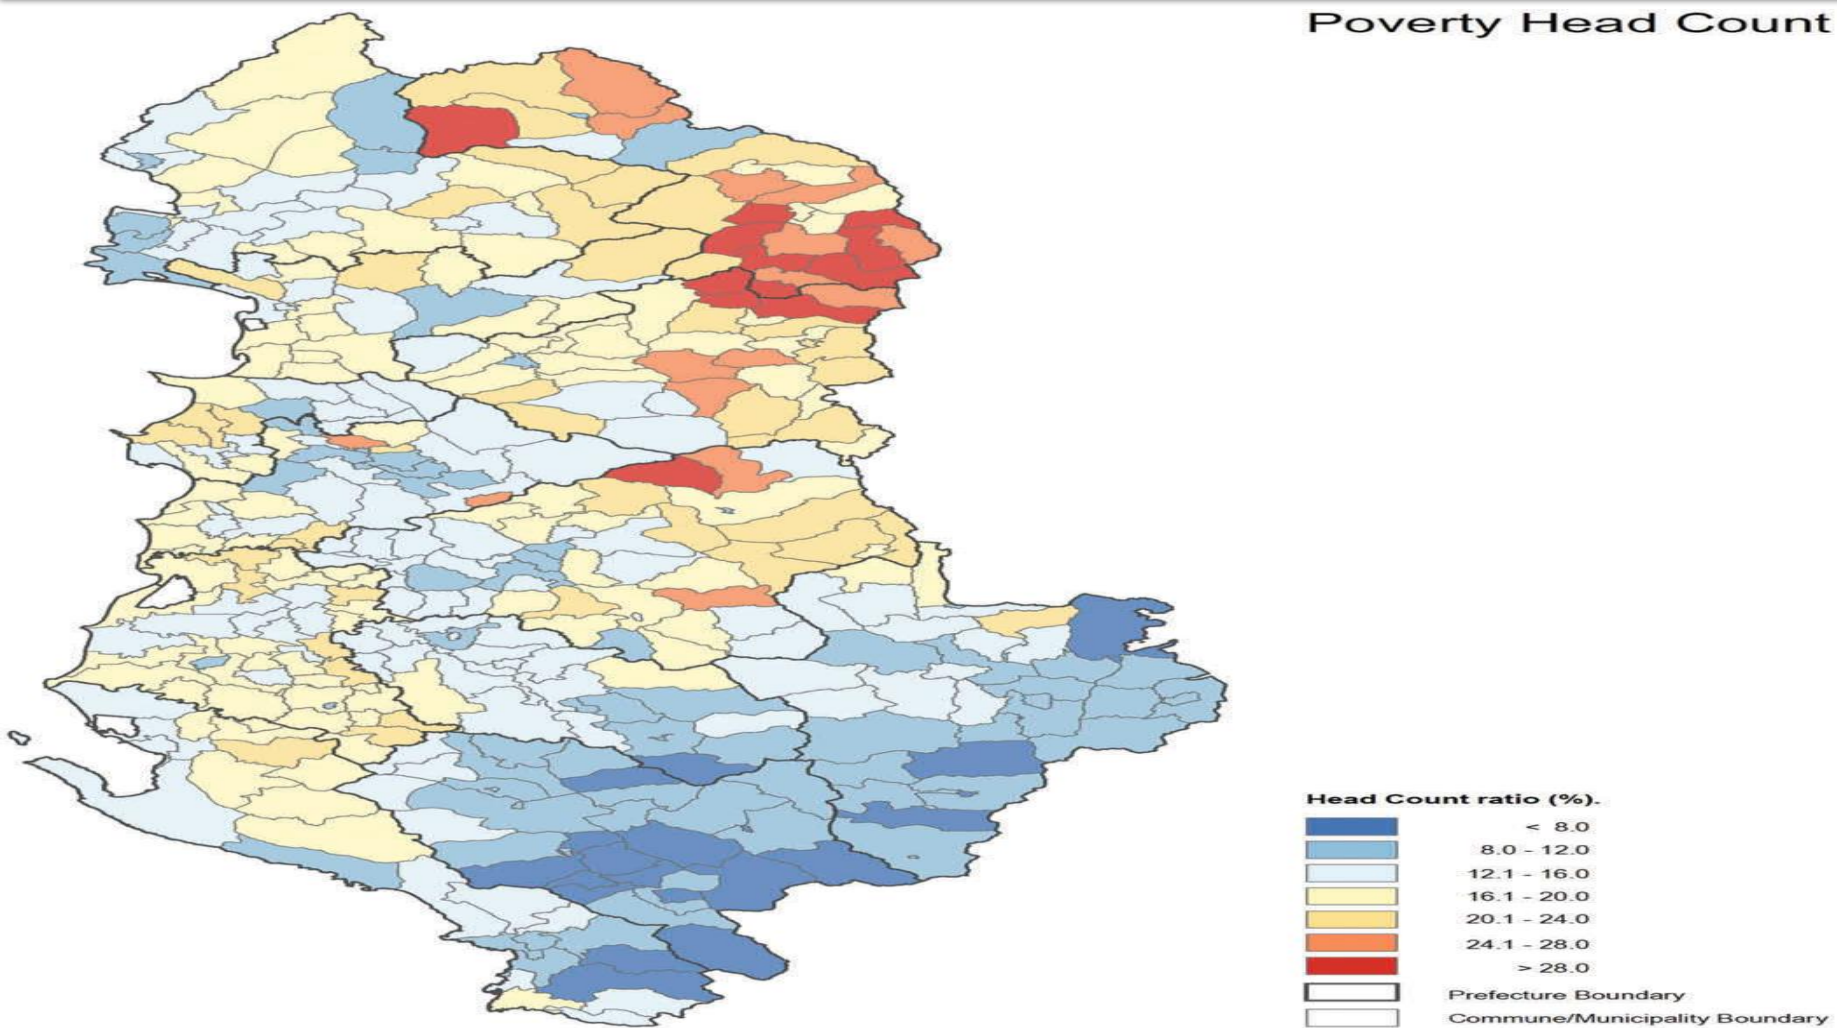 Poverty Head Count
Head Count ratio (%).
< 8.0
8.0 - 12.0
12.1 - 16.0
16.1 - 20.0
20.1 - 24.0
24.1 - 28.0
> 28.0
Prefecture Boundary
Commune/Municipality Boundary